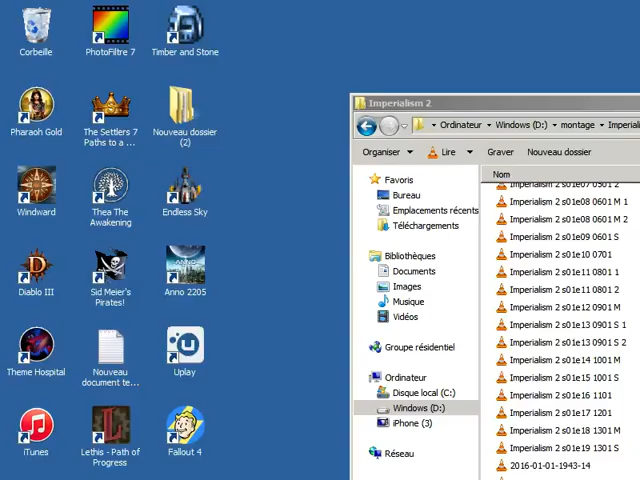 Corbeille
PhotoFiltre 7
Timber and Stone
Pharaoh Gold
The Settlers 7
Paths to a ...
Nouveau dossier
(2)
Windward
Thea The
Awakening
Endless Sky
Diablo III
Sid Meier's
Pirates!
Anno 2205
Theme Hospital
Nouveau
document te...
Uplay
iTunes
Lethis - Path of
Progress
Fallout 4
Imperialism 2
Ordinateur
Windows (D:)
montage
Imperiali
Organiser
Lire
Graver
Nouveau dossier
Favoris
Bureau
Emplacements récents
Téléchargements
Bibliothèques
Documents
Images
Musique
Vidéos
Groupe résidentiel
Ordinateur
Disque local (C:)
Windows (D:)
iPhone (3)
Réseau
Nom
Imperialism 2 s01e07 0501 2
Imperialism 2 s01e08 0601 M 1
Imperialism 2 s01e08 0601 M 2
Imperialism 2 s01e09 0601 S
Imperialism 2 s01e10 0701
Imperialism 2 s01e11 0801 1
Imperialism 2 s01e11 0801 2
Imperialism 2 s01e12 0901 M
Imperialism 2 s01e13 0901 S 1
Imperialism 2 s01e13 0901 S 2
Imperialism 2 s01e14 1001 M
Imperialism 2 s01e15 1001 S
Imperialism 2 s01e16 1101
Imperialism 2 s01e17 1201
Imperialism 2 s01e18 1301 M
Imperialism 2 s01e19 1301 S
2016-01-01-1943-14